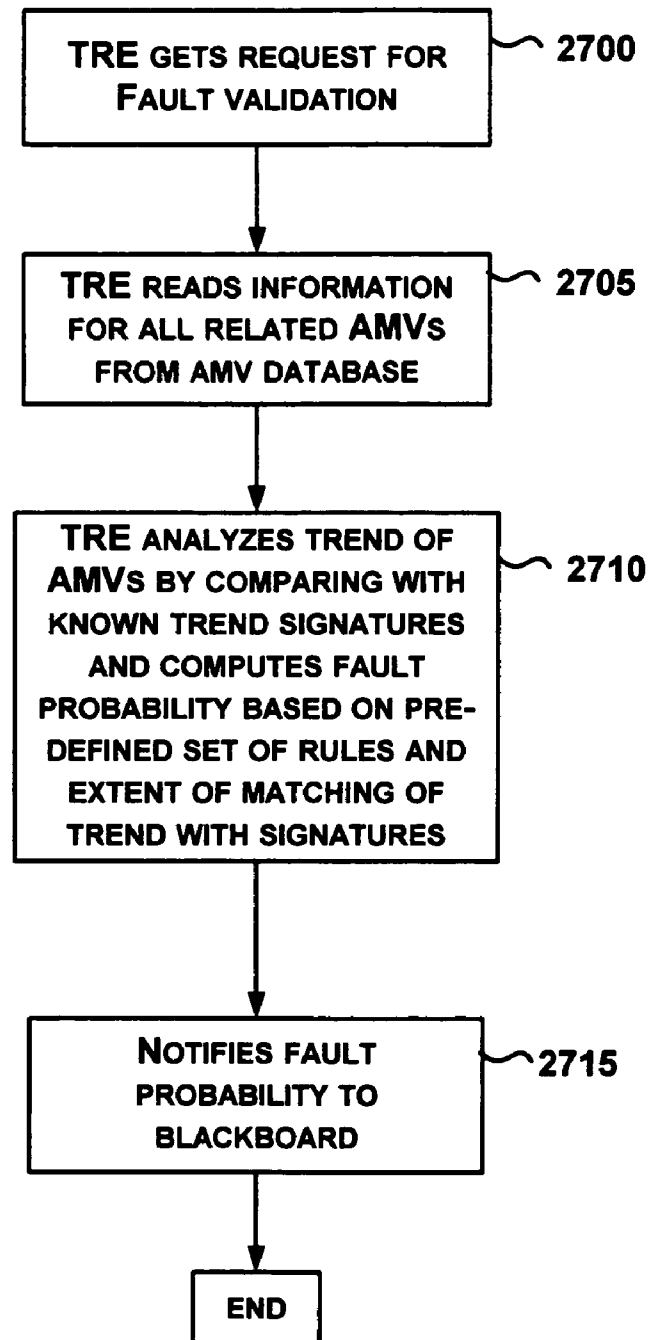 TRE GETS REQUEST FOR
FAULT VALIDATION
2700
TRE READS INFORMATION
FOR ALL RELATED AMVS
FROM AMV DATABASE
2705
TRE ANALYZES TREND OF
AMVS BY COMPARING WITH
KNOWN TREND SIGNATURES
AND COMPUTES FAULT
PROBABILITY BASED ON PRE-
DEFINED SET OF RULES AND
EXTENT OF MATCHING OF
TREND WITH SIGNATURES
2710
NOTIFIES FAULT
PROBABILITY TO
BLACKBOARD
2715
END